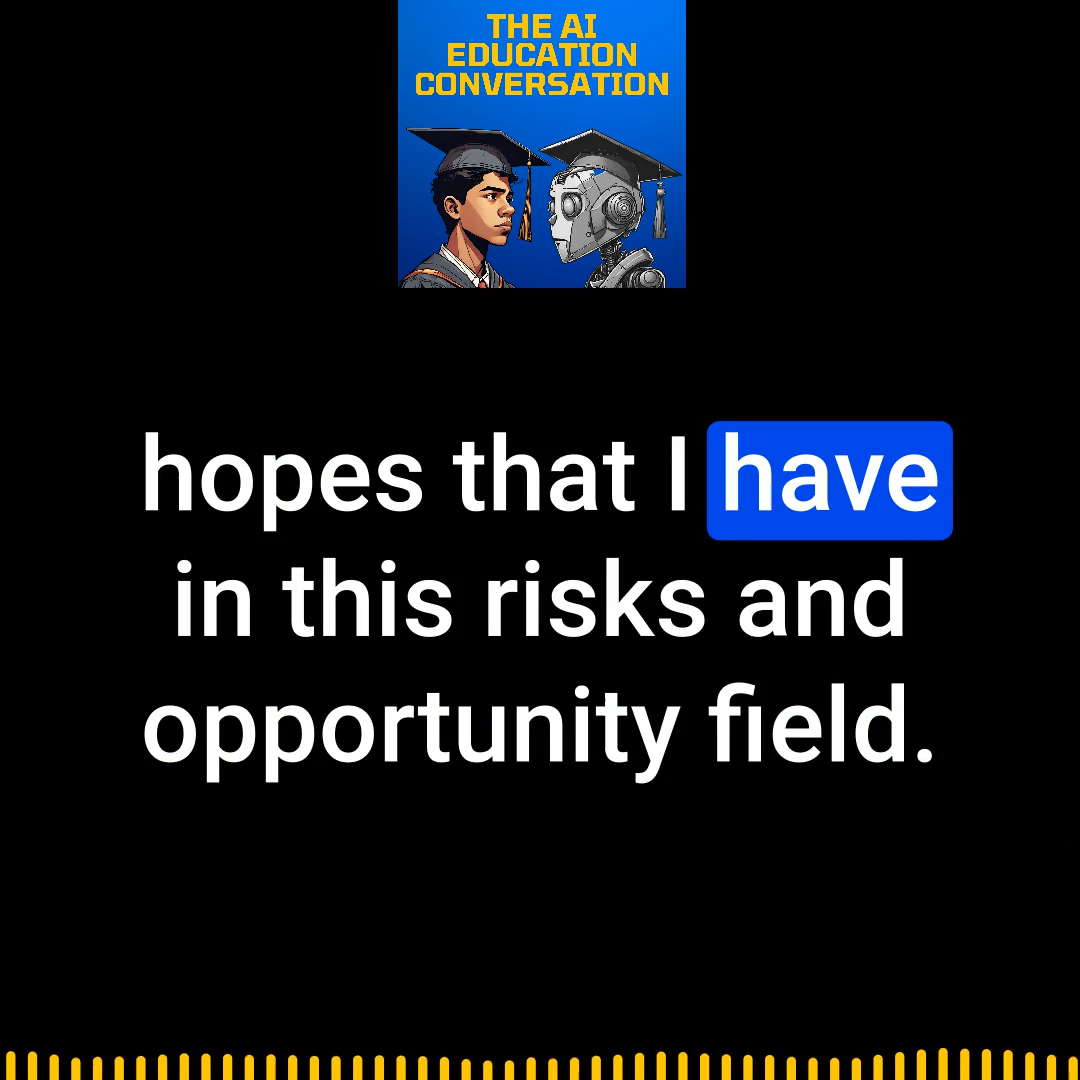 THE AI
EDUCATION
CONVERSATION
hopes that I have
in this risks and
opportunity field.